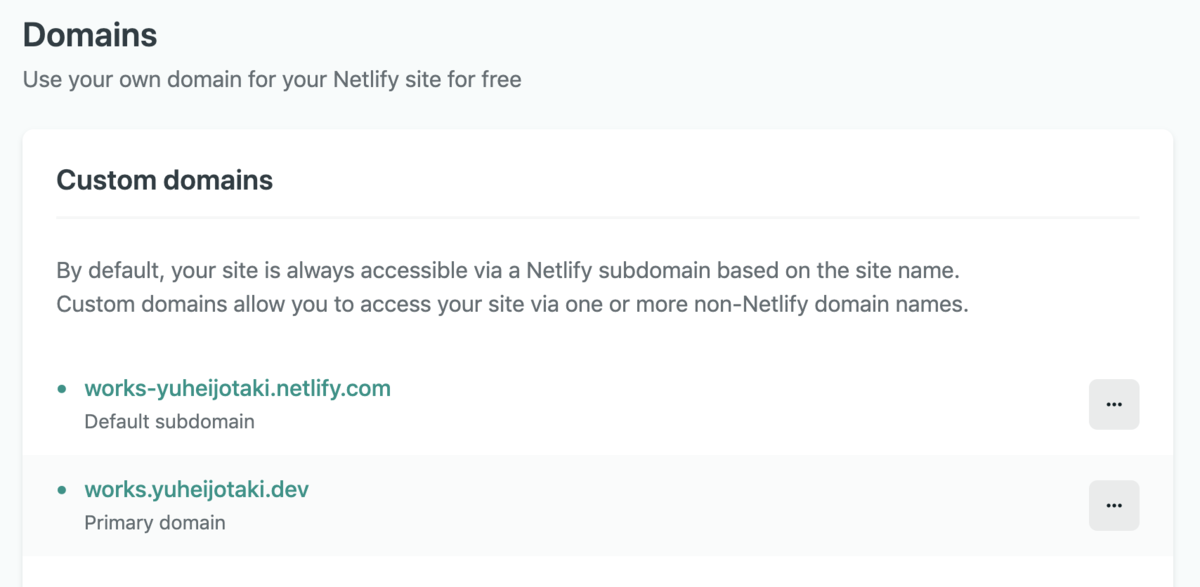 Domains
Use your own domain for your Netlify site for free
Custom domains
By default, your site is always accessible via a Netlify subdomain based on the site name.
Custom domains allow you to access your site via one or more non-Netlify domain names.
works-yuheijotaki.netlify.com
Default subdomain
works.yuheijotaki.dev
Primary domain